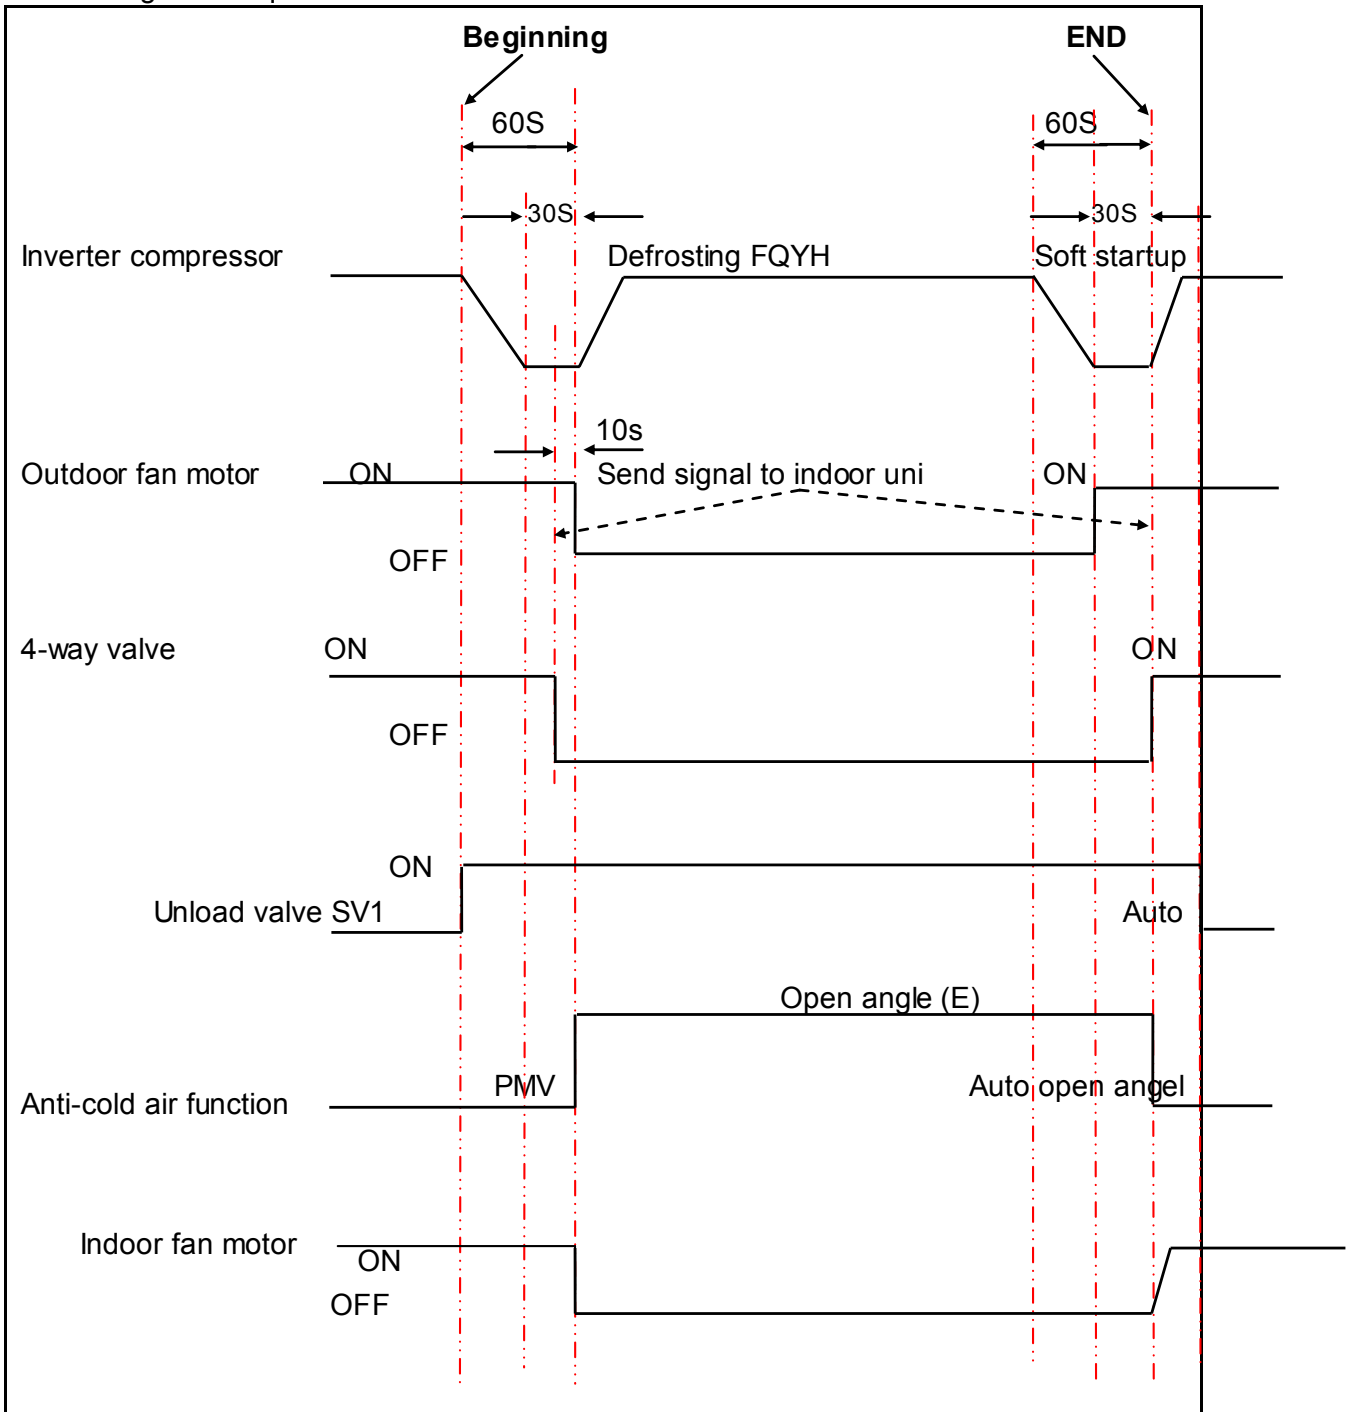 Beginning END
60S 60S
30S 30S
Inverter compressor Defrosting FQYH Soft startup
10s
Outdoor fan motor ON Send signal to indoor uni ON
OFF
4-way valve ON ON
OFF
ON
Unload valve SV1 Auto
Open angle (E)
PMV Auto open angel
Anti-cold air function
Indoor fan motor
ON
OFF